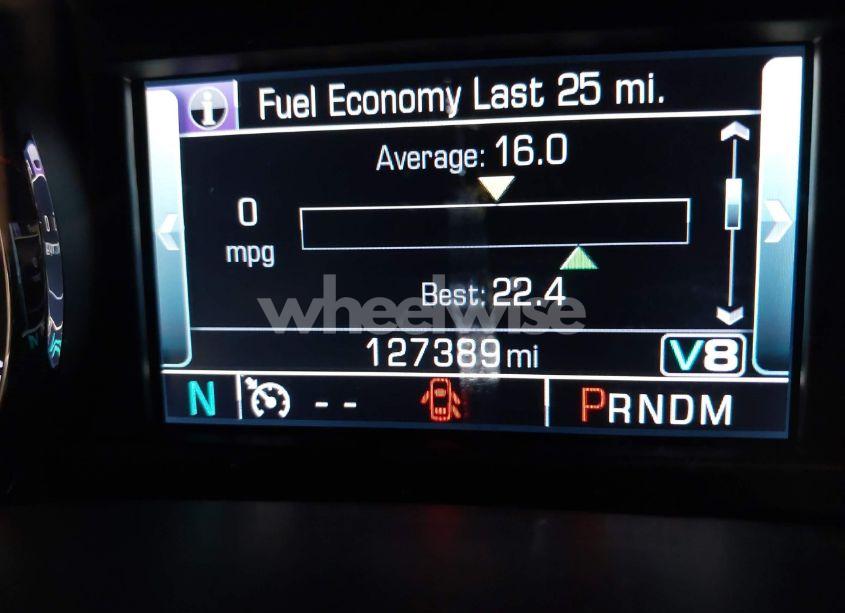 Fuel Economy Last 25 mi.
Average: 16.0
0
mpg
Best: 22.4
wheelwise
127389 mi
V8
N -- PRNDM